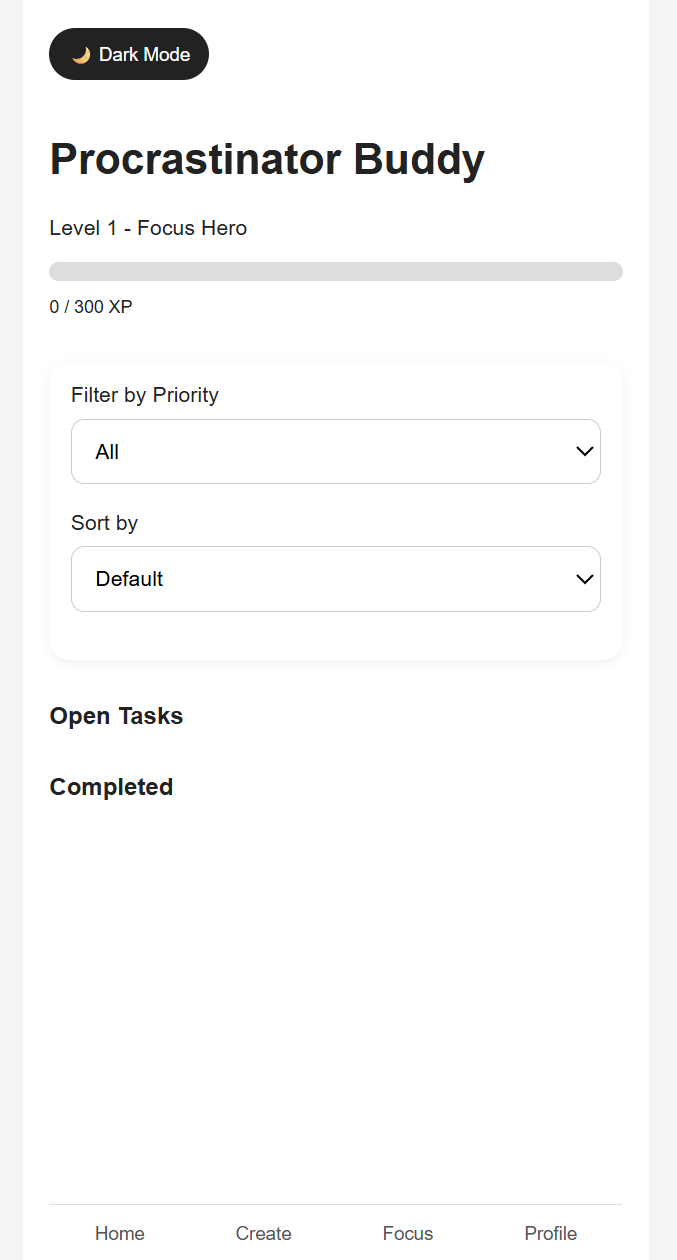 🌙 Dark Mode
Procrastinator Buddy
Level 1 - Focus Hero
0 / 300 XP
Filter by Priority
All
Sort by
Default
Open Tasks
Completed
Home Create Focus Profile